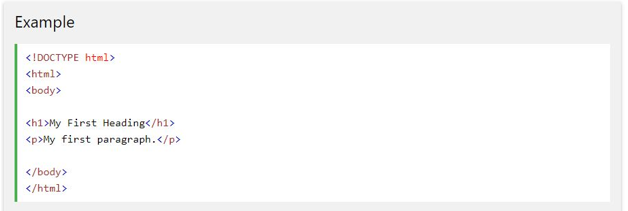 Example
<!DOCTYPE html>
<html>
<body>
<h1>My First Heading</h1>
<p>My first paragraph.</p>
</body>
</html>